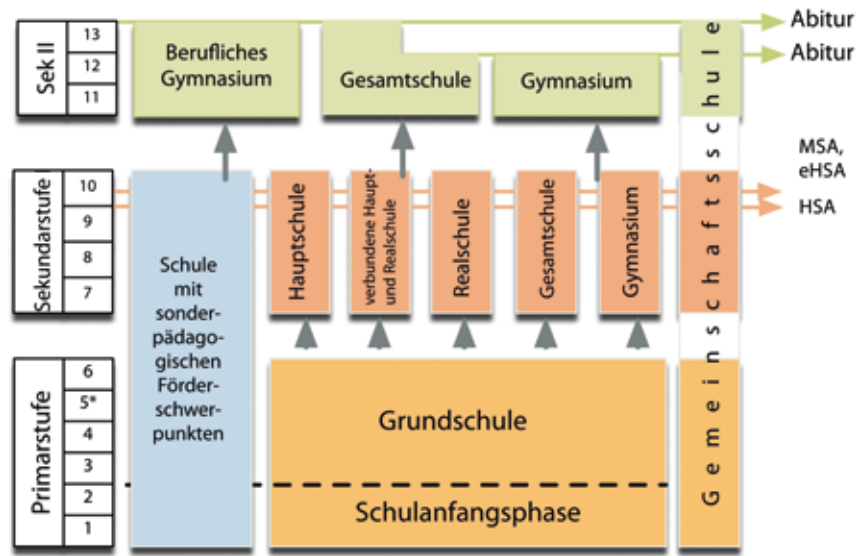 Sek II
13
12
11
Berufliches
Gymnasium
Gesamtschule
Gymnasium
Abitur
Abitur
Sekundarstufe I
10
9
8
7
Schule
mit
sonder-
pädago-
gischen
Förder-
schwer-
punkten
Hauptschule
verbundene Haupt-
und Realschule
Realschule
Gesamtschule
Gymnasium
MSA,
eHSA
HSA
Primarstufe
6
5*
4
3
2
1
Grundschule
Schulanfangsphase
Gemeinschaftsschule